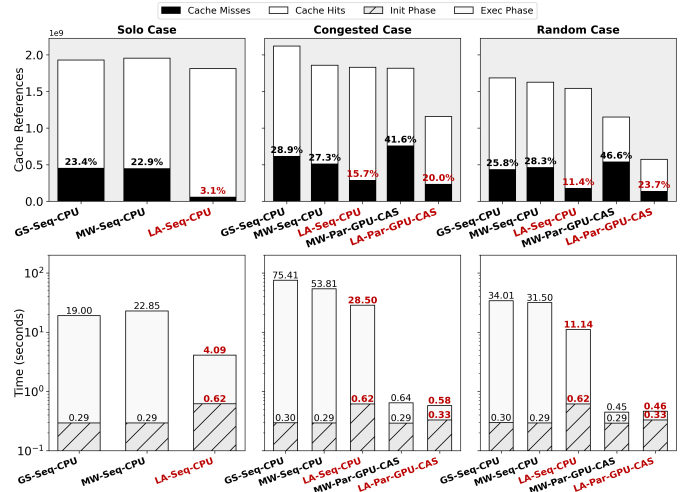 Cache Misses Cache Hits Init Phase Exec Phase
Solo Case Congested Case Random Case
1e9
Cache References
2.0
1.5
1.0
0.5
0.0
23.4% 22.9% 3.1%
28.9% 27.3% 15.7% 41.6% 20.0%
25.8% 28.3% 11.4% 46.6% 23.7%
GS-Seq-CPU MW-Seq-CPU LA-Seq-CPU
GS-Seq-CPU MW-Seq-CPU LA-Seq-CPU MW-Par-GPU-CAS LA-Par-GPU-CAS
GS-Seq-CPU MW-Seq-CPU LA-Seq-CPU MW-Par-GPU-CAS LA-Par-GPU-CAS
Time (seconds)
10²
10¹
10⁰
10⁻¹
19.00 22.85 4.09
0.29 0.29 0.62
75.41 53.81 28.50 0.64 0.58
0.30 0.29 0.62 0.29 0.33
34.01 31.50 11.14 0.45 0.46
0.30 0.29 0.62 0.29 0.33
GS-Seq-CPU MW-Seq-CPU LA-Seq-CPU
GS-Seq-CPU MW-Seq-CPU LA-Seq-CPU MW-Par-GPU-CAS LA-Par-GPU-CAS
GS-Seq-CPU MW-Seq-CPU LA-Seq-CPU MW-Par-GPU-CAS LA-Par-GPU-CAS